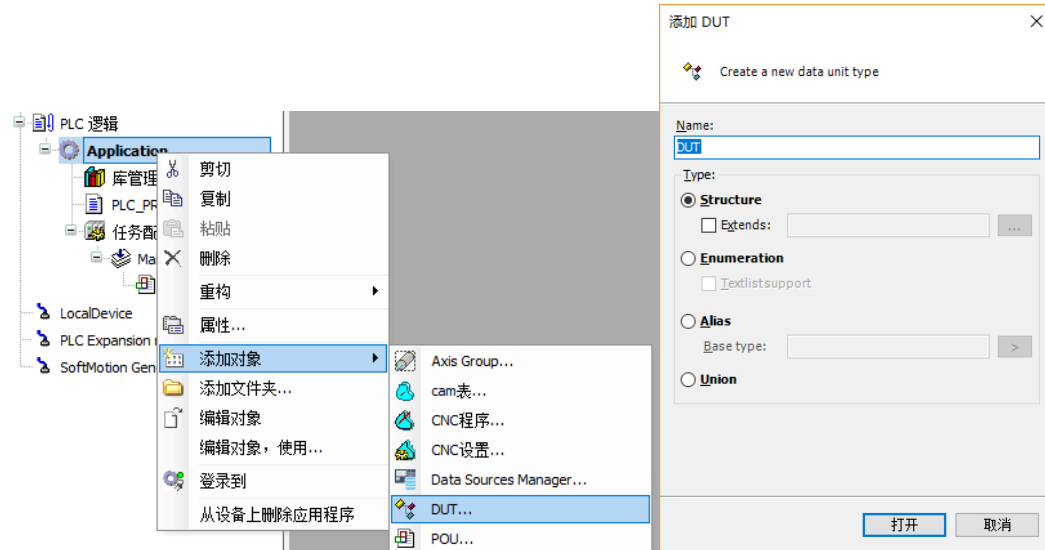 PLC 逻辑
Application
库管理
PLC_PR
任务配
Ma
LocalDevice
PLC Expansion
SoftMotion Gen
剪切
复制
粘贴
删除
重构
属性...
添加对象
添加文件夹...
编辑对象
编辑对象，使用...
登录到
从设备上删除应用程序
Axis Group...
cam表...
CNC程序...
CNC设置...
Data Sources Manager...
DUT...
POU...
添加 DUT
Create a new data unit type
Name:
DUT
Type:
Structure
Extends:
...
Enumeration
Textlistsupport
Alias
Base type:
>
Union
打开
取消